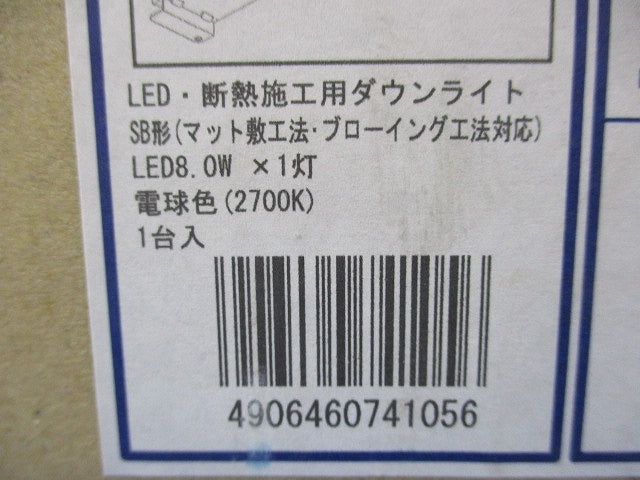 LED・断熱施工用ダウンライト
SB形(マット敷工法・ブローイング工法対応)
LED8.0W ×1灯
電球色(2700K)
1台入
4906460741056